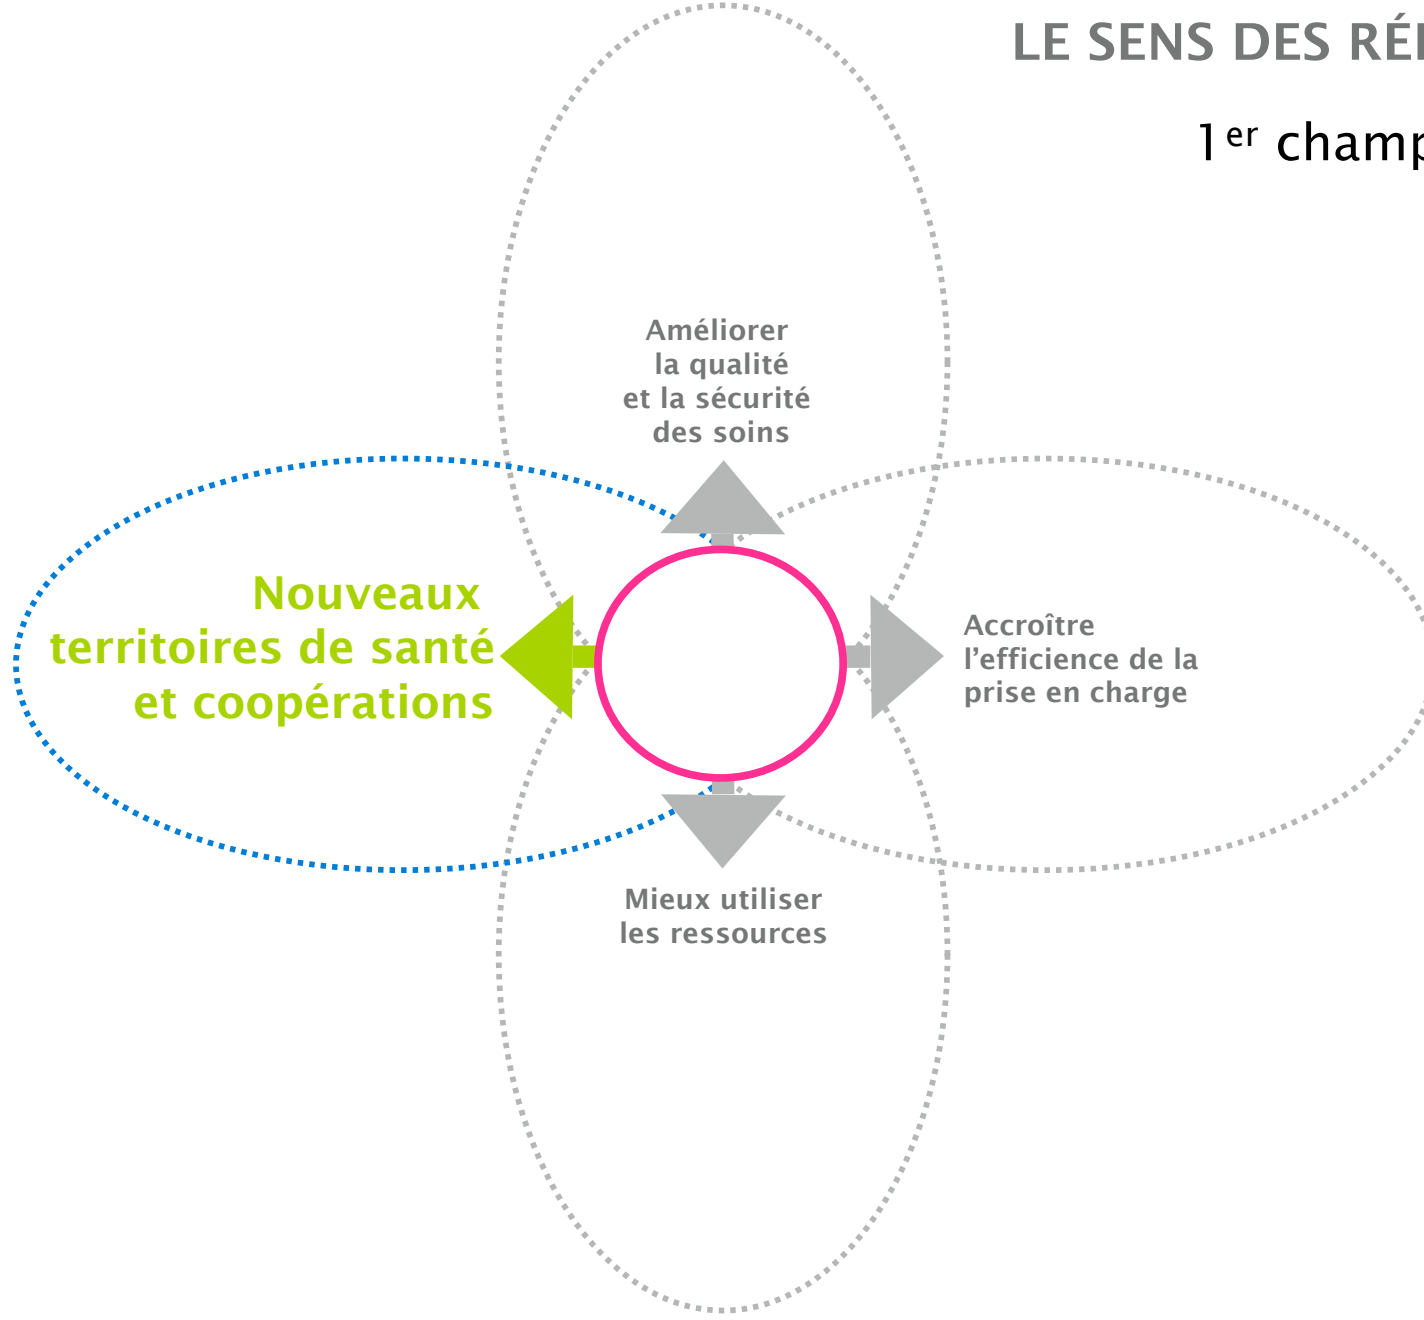 LE SENS DES
1er champ
Améliorer
la qualité
et la sécurité
des soins
Nouveaux
territoires de santé
et coopérations
Accroître
l’efficience de la
prise en charge
Mieux utiliser
les ressources